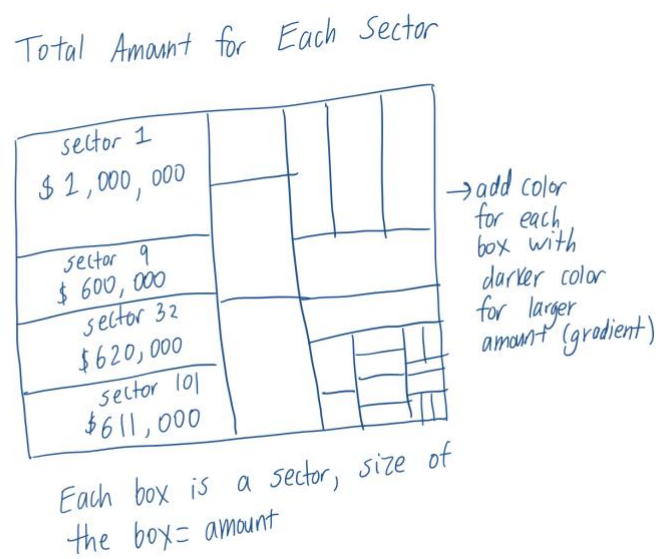 Total Amount for Each Sector
sector 1
$ 1,000,000
sector 9
$ 600,000
sector 32
$620,000
sector 101
$611,000
→ add color
for each
box with
darker color
for larger
amount (gradient)
Each box is a sector, size of
the box= amount